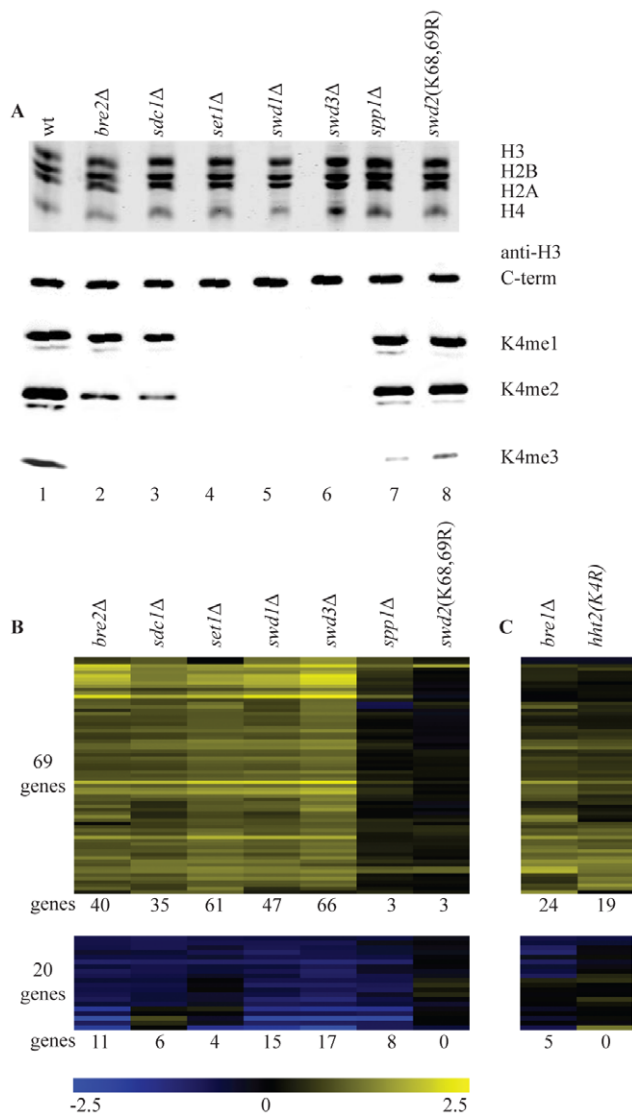 A
wt
bre2Δ
sdc1Δ
set1Δ
swd1Δ
swd3Δ
spp1Δ
swd2(K68,69R)
H3
H2B
H2A
H4
anti-H3
C-term
K4me1
K4me2
K4me3
1 2 3 4 5 6 7 8
B
bre2Δ
sdc1Δ
set1Δ
swd1Δ
swd3Δ
spp1Δ
swd2(K68,69R)
C
bre1Δ
hht2(K4R)
69
genes
genes 40 35 61 47 66 3 3 24 19
20
genes
genes 11 6 4 15 17 8 0 5 0
-2.5 0 2.5